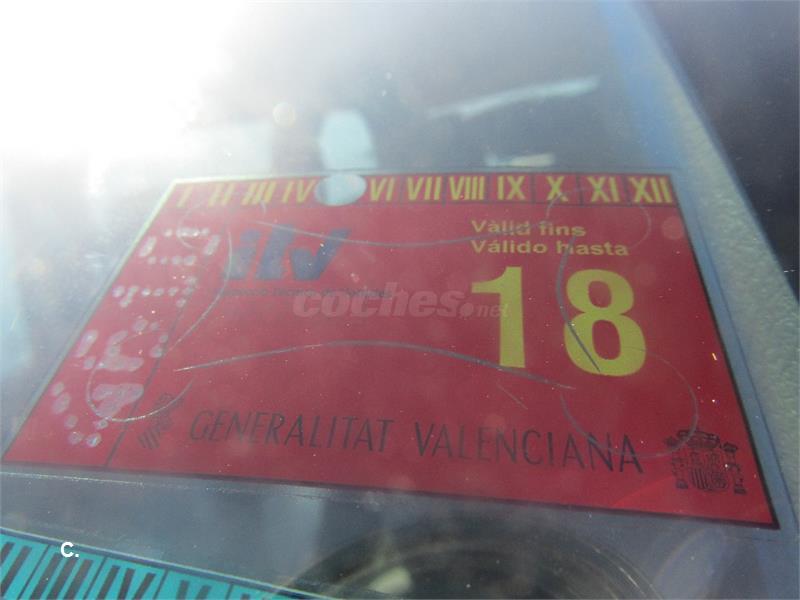 I II III IV VI VII VIII IX X XI XII
itv
Vàlid fins
Válido hasta
coches.net
18
GENERALITAT VALENCIANA
C.